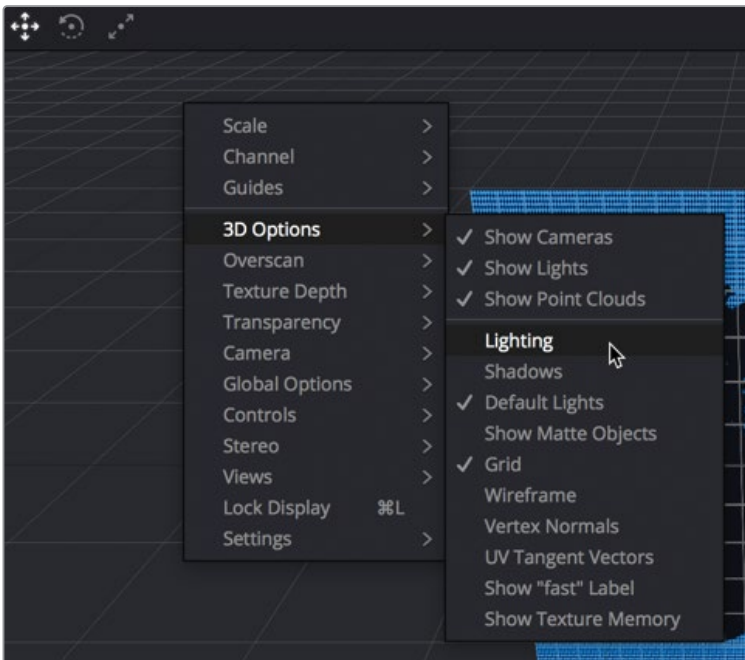 Scale
Channel
Guides
3D Options
Overscan
Texture Depth
Transparency
Camera
Global Options
Controls
Stereo
Views
Lock Display ⌘L
Settings
Show Cameras
Show Lights
Show Point Clouds
Lighting
Shadows
Default Lights
Show Matte Objects
Grid
Wireframe
Vertex Normals
UV Tangent Vectors
Show "fast" Label
Show Texture Memory